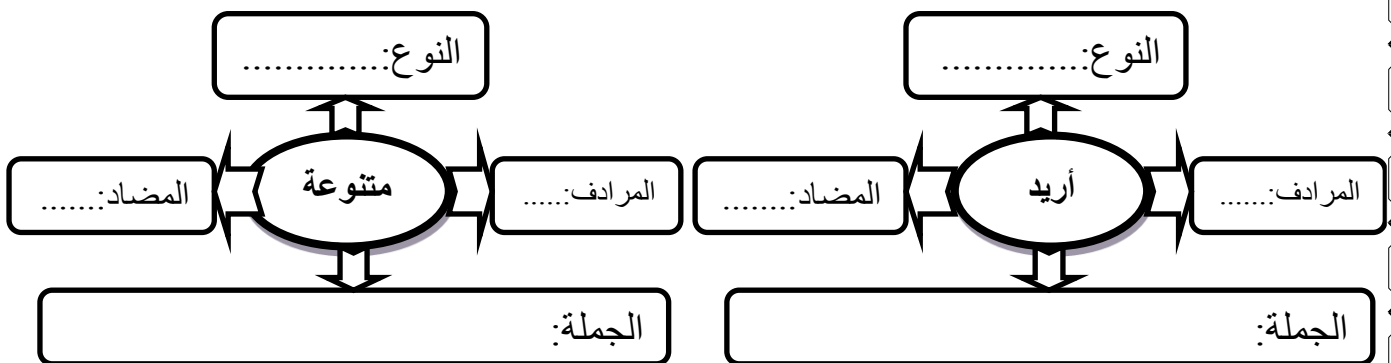 النوع:.............
المرادف:......
أريد
المضاد:.......
الجملة:
النوع:.............
المرادف:.....
متنوعة
المضاد:.......
الجملة: